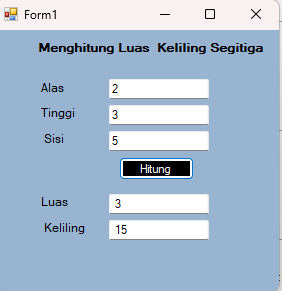 Form1
Menghitung Luas Keliling Segitiga
Alas 2
Tinggi 3
Sisi 5
Hitung
Luas 3
Keliling 15